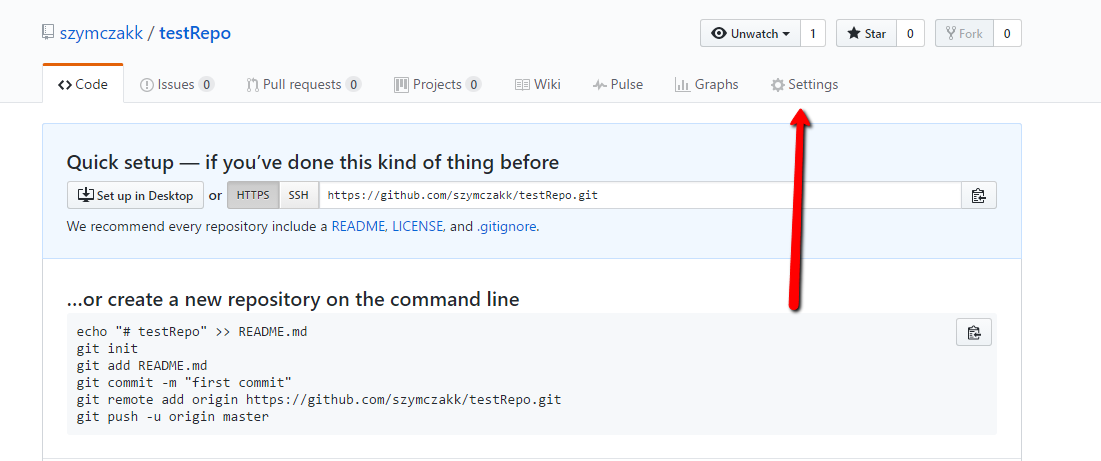 szymczakk / testRepo
Unwatch 1 Star 0 Fork 0
Code Issues 0 Pull requests 0 Projects 0 Wiki Pulse Graphs Settings
Quick setup — if you’ve done this kind of thing before
Set up in Desktop or HTTPS SSH https://github.com/szymczakk/testRepo.git
We recommend every repository include a README, LICENSE, and .gitignore.
…or create a new repository on the command line
echo "# testRepo" >> README.md
git init
git add README.md
git commit -m "first commit"
git remote add origin https://github.com/szymczakk/testRepo.git
git push -u origin master